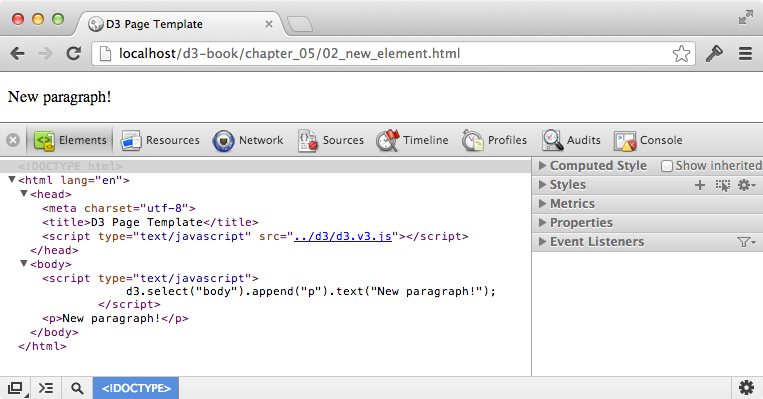 D3 Page Template
localhost/d3-book/chapter_05/02_new_element.html
New paragraph!
Elements Resources Network Sources Timeline Profiles Audits Console
<!DOCTYPE html>
<html lang="en">
<head>
<meta charset="utf-8">
<title>D3 Page Template</title>
<script type="text/javascript" src="../d3/d3.v3.js"></script>
</head>
<body>
<script type="text/javascript">
d3.select("body").append("p").text("New paragraph!");
</script>
<p>New paragraph!</p>
</body>
</html>
Computed Style Show inherited
Styles
Metrics
Properties
Event Listeners
<!DOCTYPE>